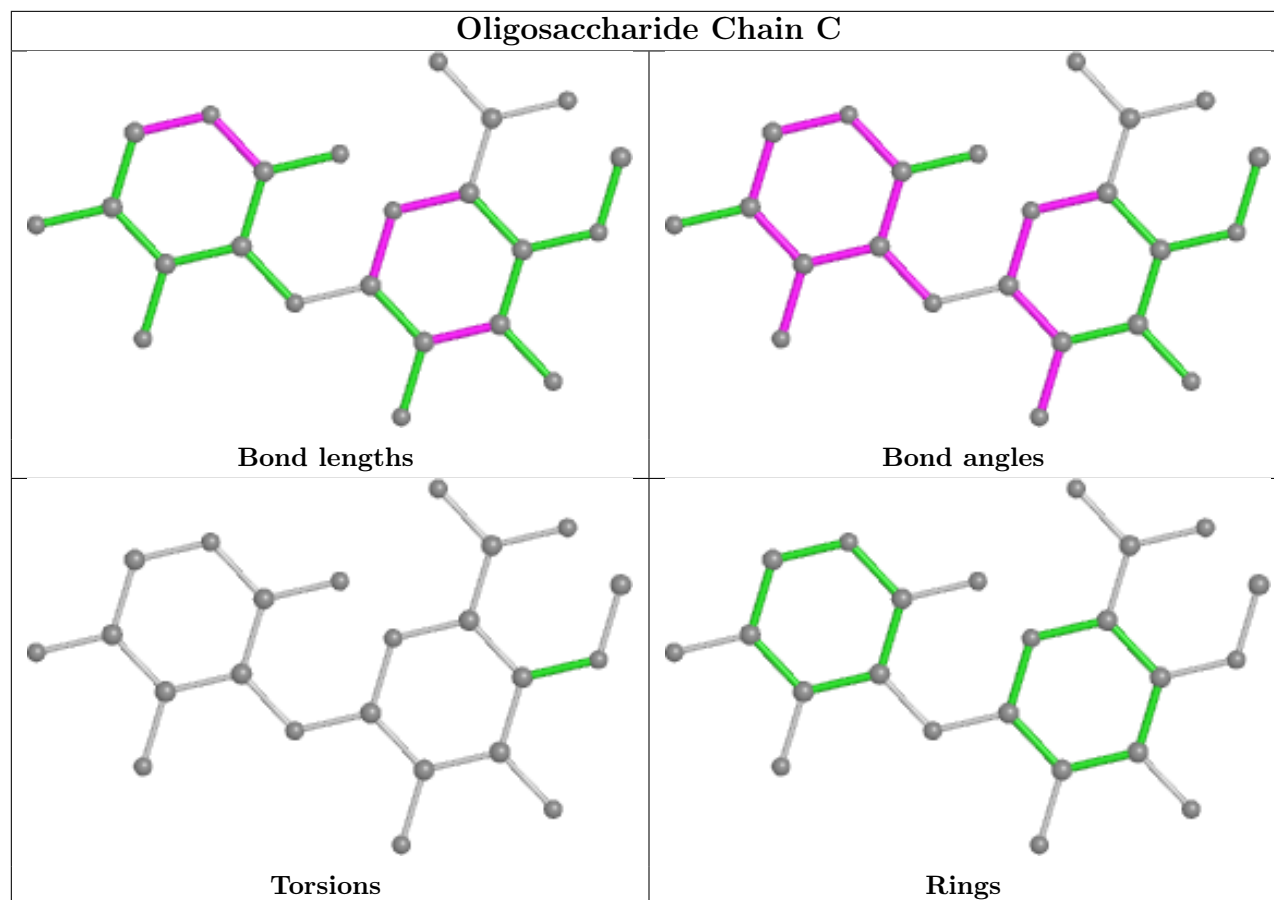 Oligosaccharide Chain C
Bond lengths
Bond angles
Torsions
Rings